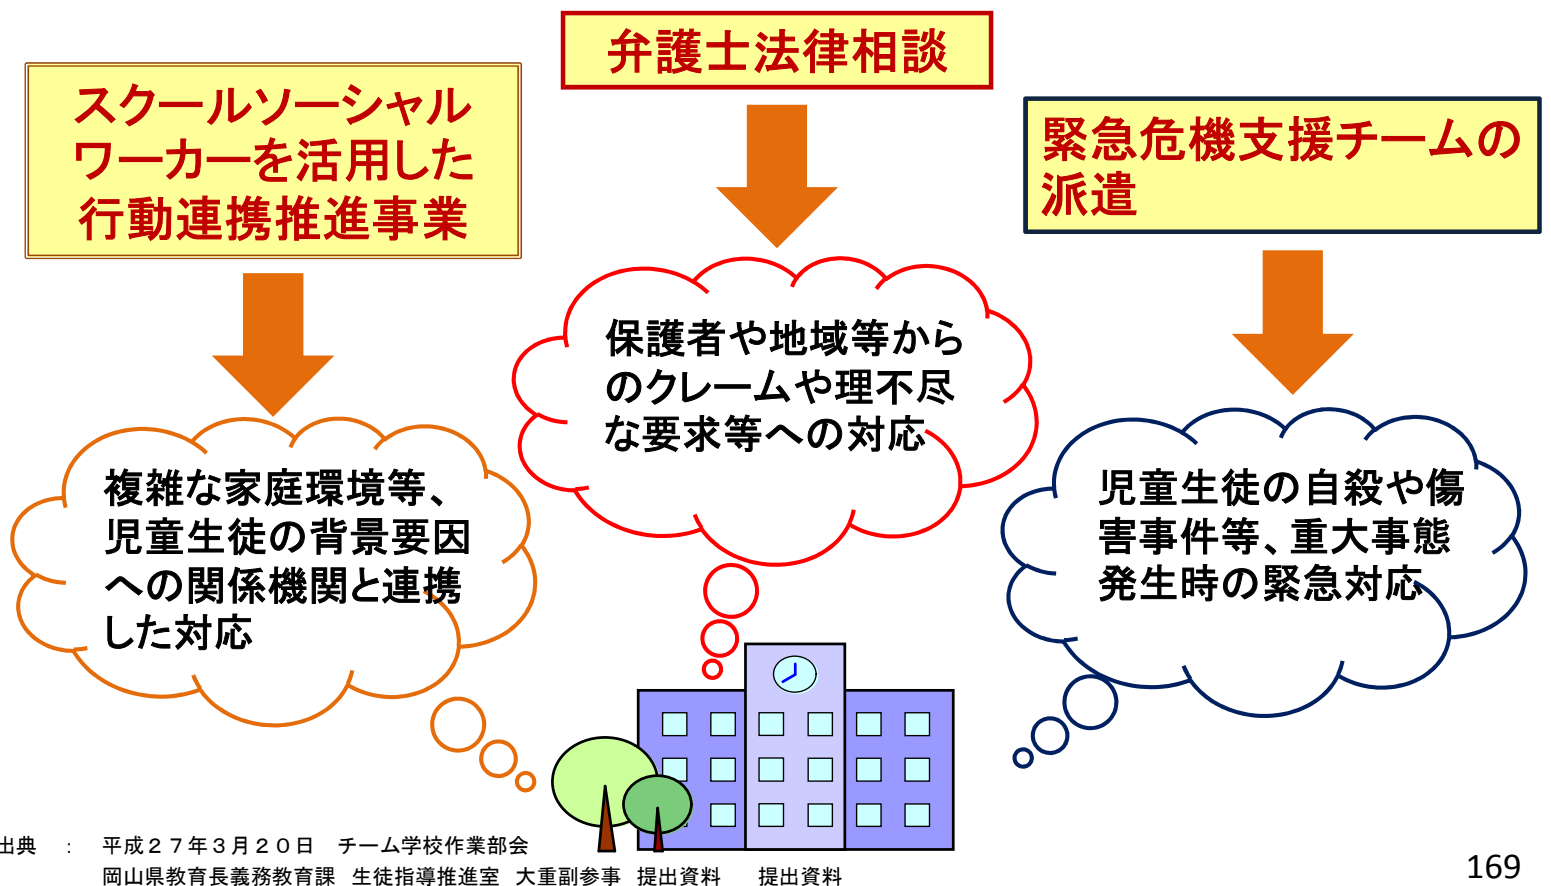 弁護士法律相談
スクールソーシャル
ワーカーを活用した
行動連携推進事業
緊急危機支援チームの
派遣
保護者や地域等から
のクレームや理不尽
な要求等への対応
複雑な家庭環境等、
児童生徒の背景要因
への関係機関と連携
した対応
児童生徒の自殺や傷
害事件等、重大事態
発生時の緊急対応
出典　：　平成２７年３月２０日　チーム学校作業部会
岡山県教育長義務教育課　生徒指導推進室　大重副参事　提出資料　　提出資料
169